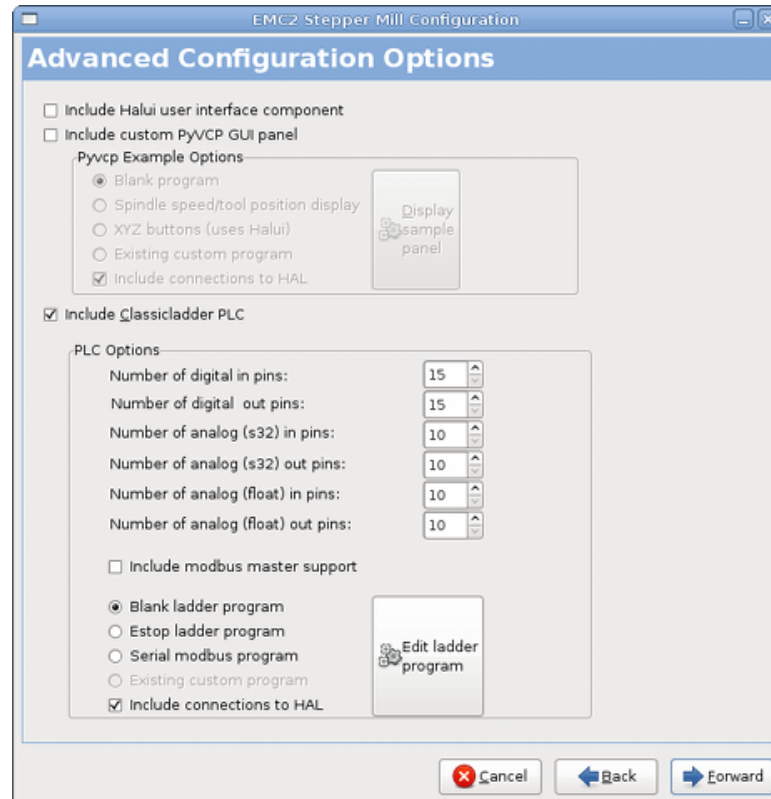 EMC2 Stepper Mill Configuration
Advanced Configuration Options
Include Halui user interface component
Include custom PyVCP GUI panel
Pyvcp Example Options
Blank program
Spindle speed/tool position display
XYZ buttons (uses Halui)
Existing custom program
Include connections to HAL
Display
sample
panel
Include Classicladder PLC
PLC Options
Number of digital in pins: 15
Number of digital out pins: 15
Number of analog (s32) in pins: 10
Number of analog (s32) out pins: 10
Number of analog (float) in pins: 10
Number of analog (float) out pins: 10
Include modbus master support
Blank ladder program
Estop ladder program
Serial modbus program
Existing custom program
Include connections to HAL
Edit ladder
program
Cancel Back Forward